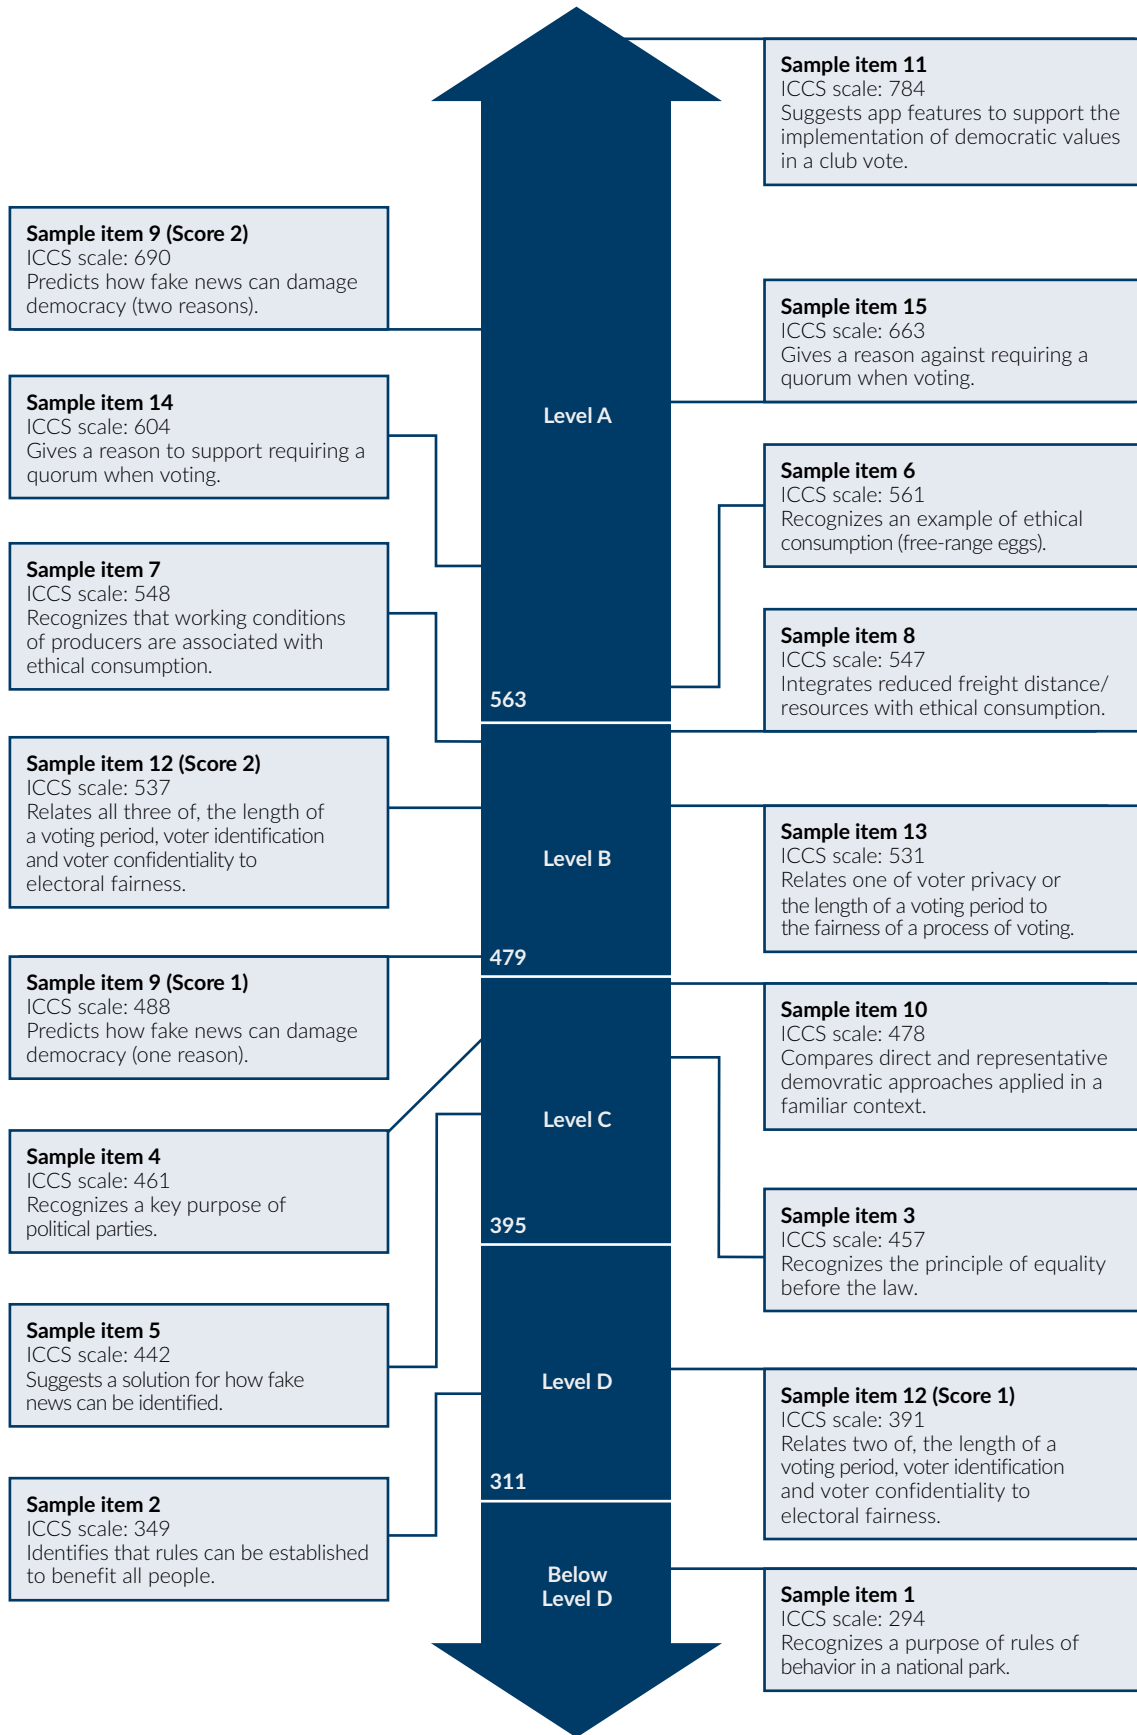 Sample item 11
ICCS scale: 784
Suggests app features to support the
implementation of democratic values
in a club vote.
Sample item 9 (Score 2)
ICCS scale: 690
Predicts how fake news can damage
democracy (two reasons).
Sample item 15
ICCS scale: 663
Gives a reason against requiring a
quorum when voting.
Sample item 14
ICCS scale: 604
Gives a reason to support requiring a
quorum when voting.
Level A
Sample item 6
ICCS scale: 561
Recognizes an example of ethical
consumption (free-range eggs).
Sample item 7
ICCS scale: 548
Recognizes that working conditions
of producers are associated with
ethical consumption.
Sample item 8
ICCS scale: 547
Integrates reduced freight distance/
resources with ethical consumption.
563
Sample item 12 (Score 2)
ICCS scale: 537
Relates all three of, the length of
a voting period, voter identification
and voter confidentiality to
electoral fairness.
Level B
Sample item 13
ICCS scale: 531
Relates one of voter privacy or
the length of a voting period to
the fairness of a process of voting.
479
Sample item 9 (Score 1)
ICCS scale: 488
Predicts how fake news can damage
democracy (one reason).
Sample item 10
ICCS scale: 478
Compares direct and representative
demovratic approaches applied in a
familiar context.
Level C
Sample item 4
ICCS scale: 461
Recognizes a key purpose of
political parties.
395
Sample item 3
ICCS scale: 457
Recognizes the principle of equality
before the law.
Sample item 5
ICCS scale: 442
Suggests a solution for how fake
news can be identified.
Level D
Sample item 12 (Score 1)
ICCS scale: 391
Relates two of, the length of a
voting period, voter identification
and voter confidentiality to
electoral fairness.
311
Sample item 2
ICCS scale: 349
Identifies that rules can be established
to benefit all people.
Below
Level D
Sample item 1
ICCS scale: 294
Recognizes a purpose of rules of
behavior in a national park.